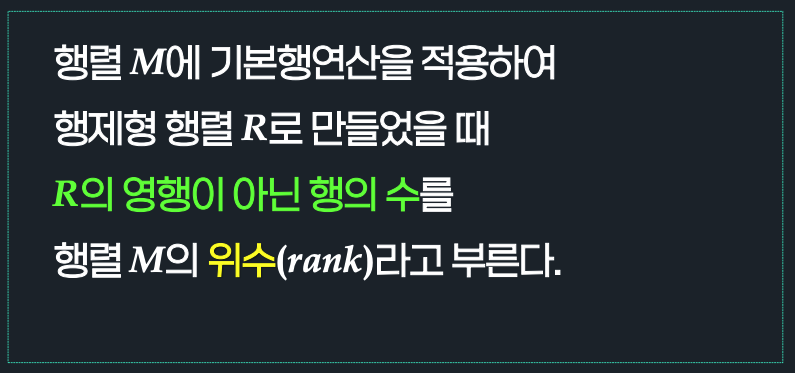 행렬 M에 기본행연산을 적용하여
행제형 행렬 R로 만들었을 때
R의 영행이 아닌 행의 수를
행렬 M의 위수(rank)라고 부른다.